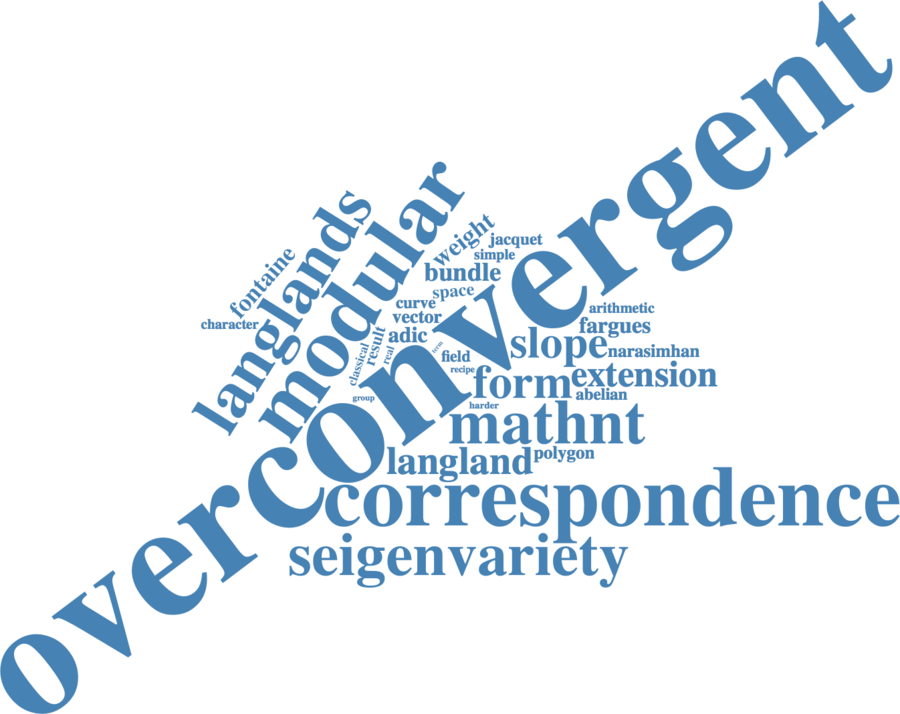 overconvergent
langlands
modular
fontaine
character
weight
jacquet
simple
bundle
space
curve
vector
adic
result
real
classical
term
field
recipe
group
arithmetic
fargues
slope
narasimhan
form
extension
abelian
harder
mathnt
langland
polygon
correspondence
seigenvariety